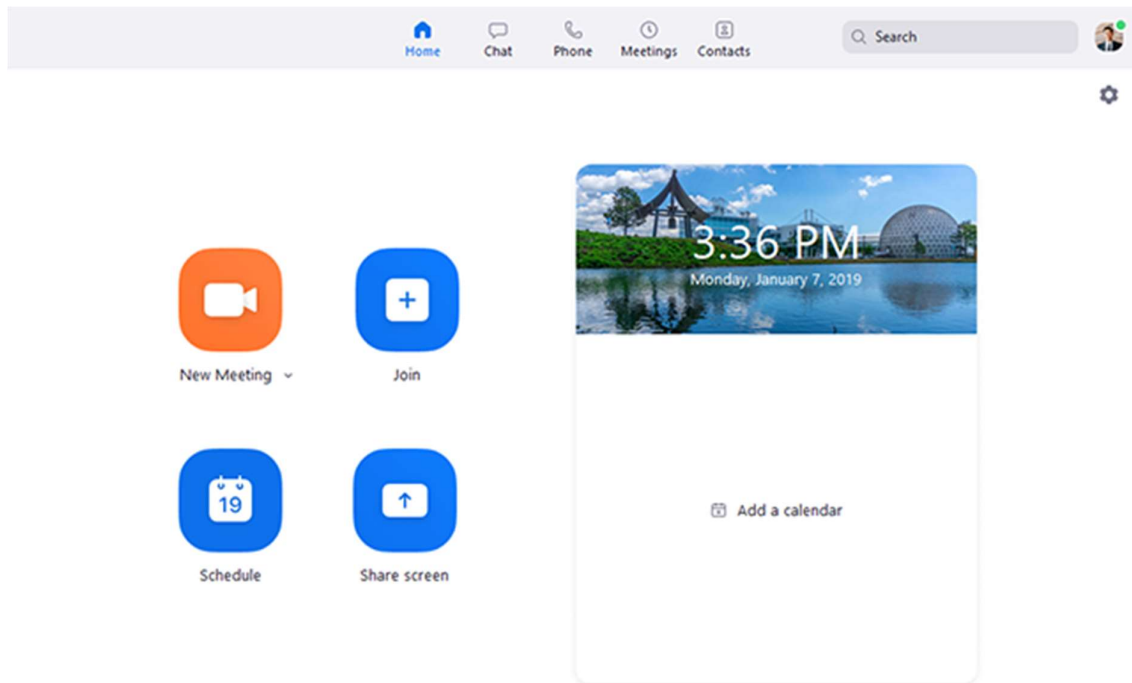 Home Chat Phone Meetings Contacts Search
3:36 PM
Monday, January 7, 2019
New Meeting Join
19
Schedule Share screen
Add a calendar